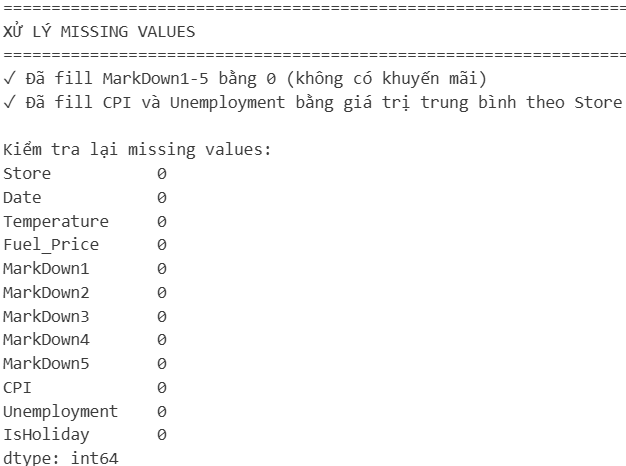 ================================================================
XỬ LÝ MISSING VALUES
================================================================
✓ Đã fill MarkDown1-5 bằng 0 (không có khuyến mãi)
✓ Đã fill CPI và Unemployment bằng giá trị trung bình theo Store

Kiểm tra lại missing values:
Store           0
Date            0
Temperature     0
Fuel_Price      0
MarkDown1       0
MarkDown2       0
MarkDown3       0
MarkDown4       0
MarkDown5       0
CPI             0
Unemployment    0
IsHoliday       0
dtype: int64